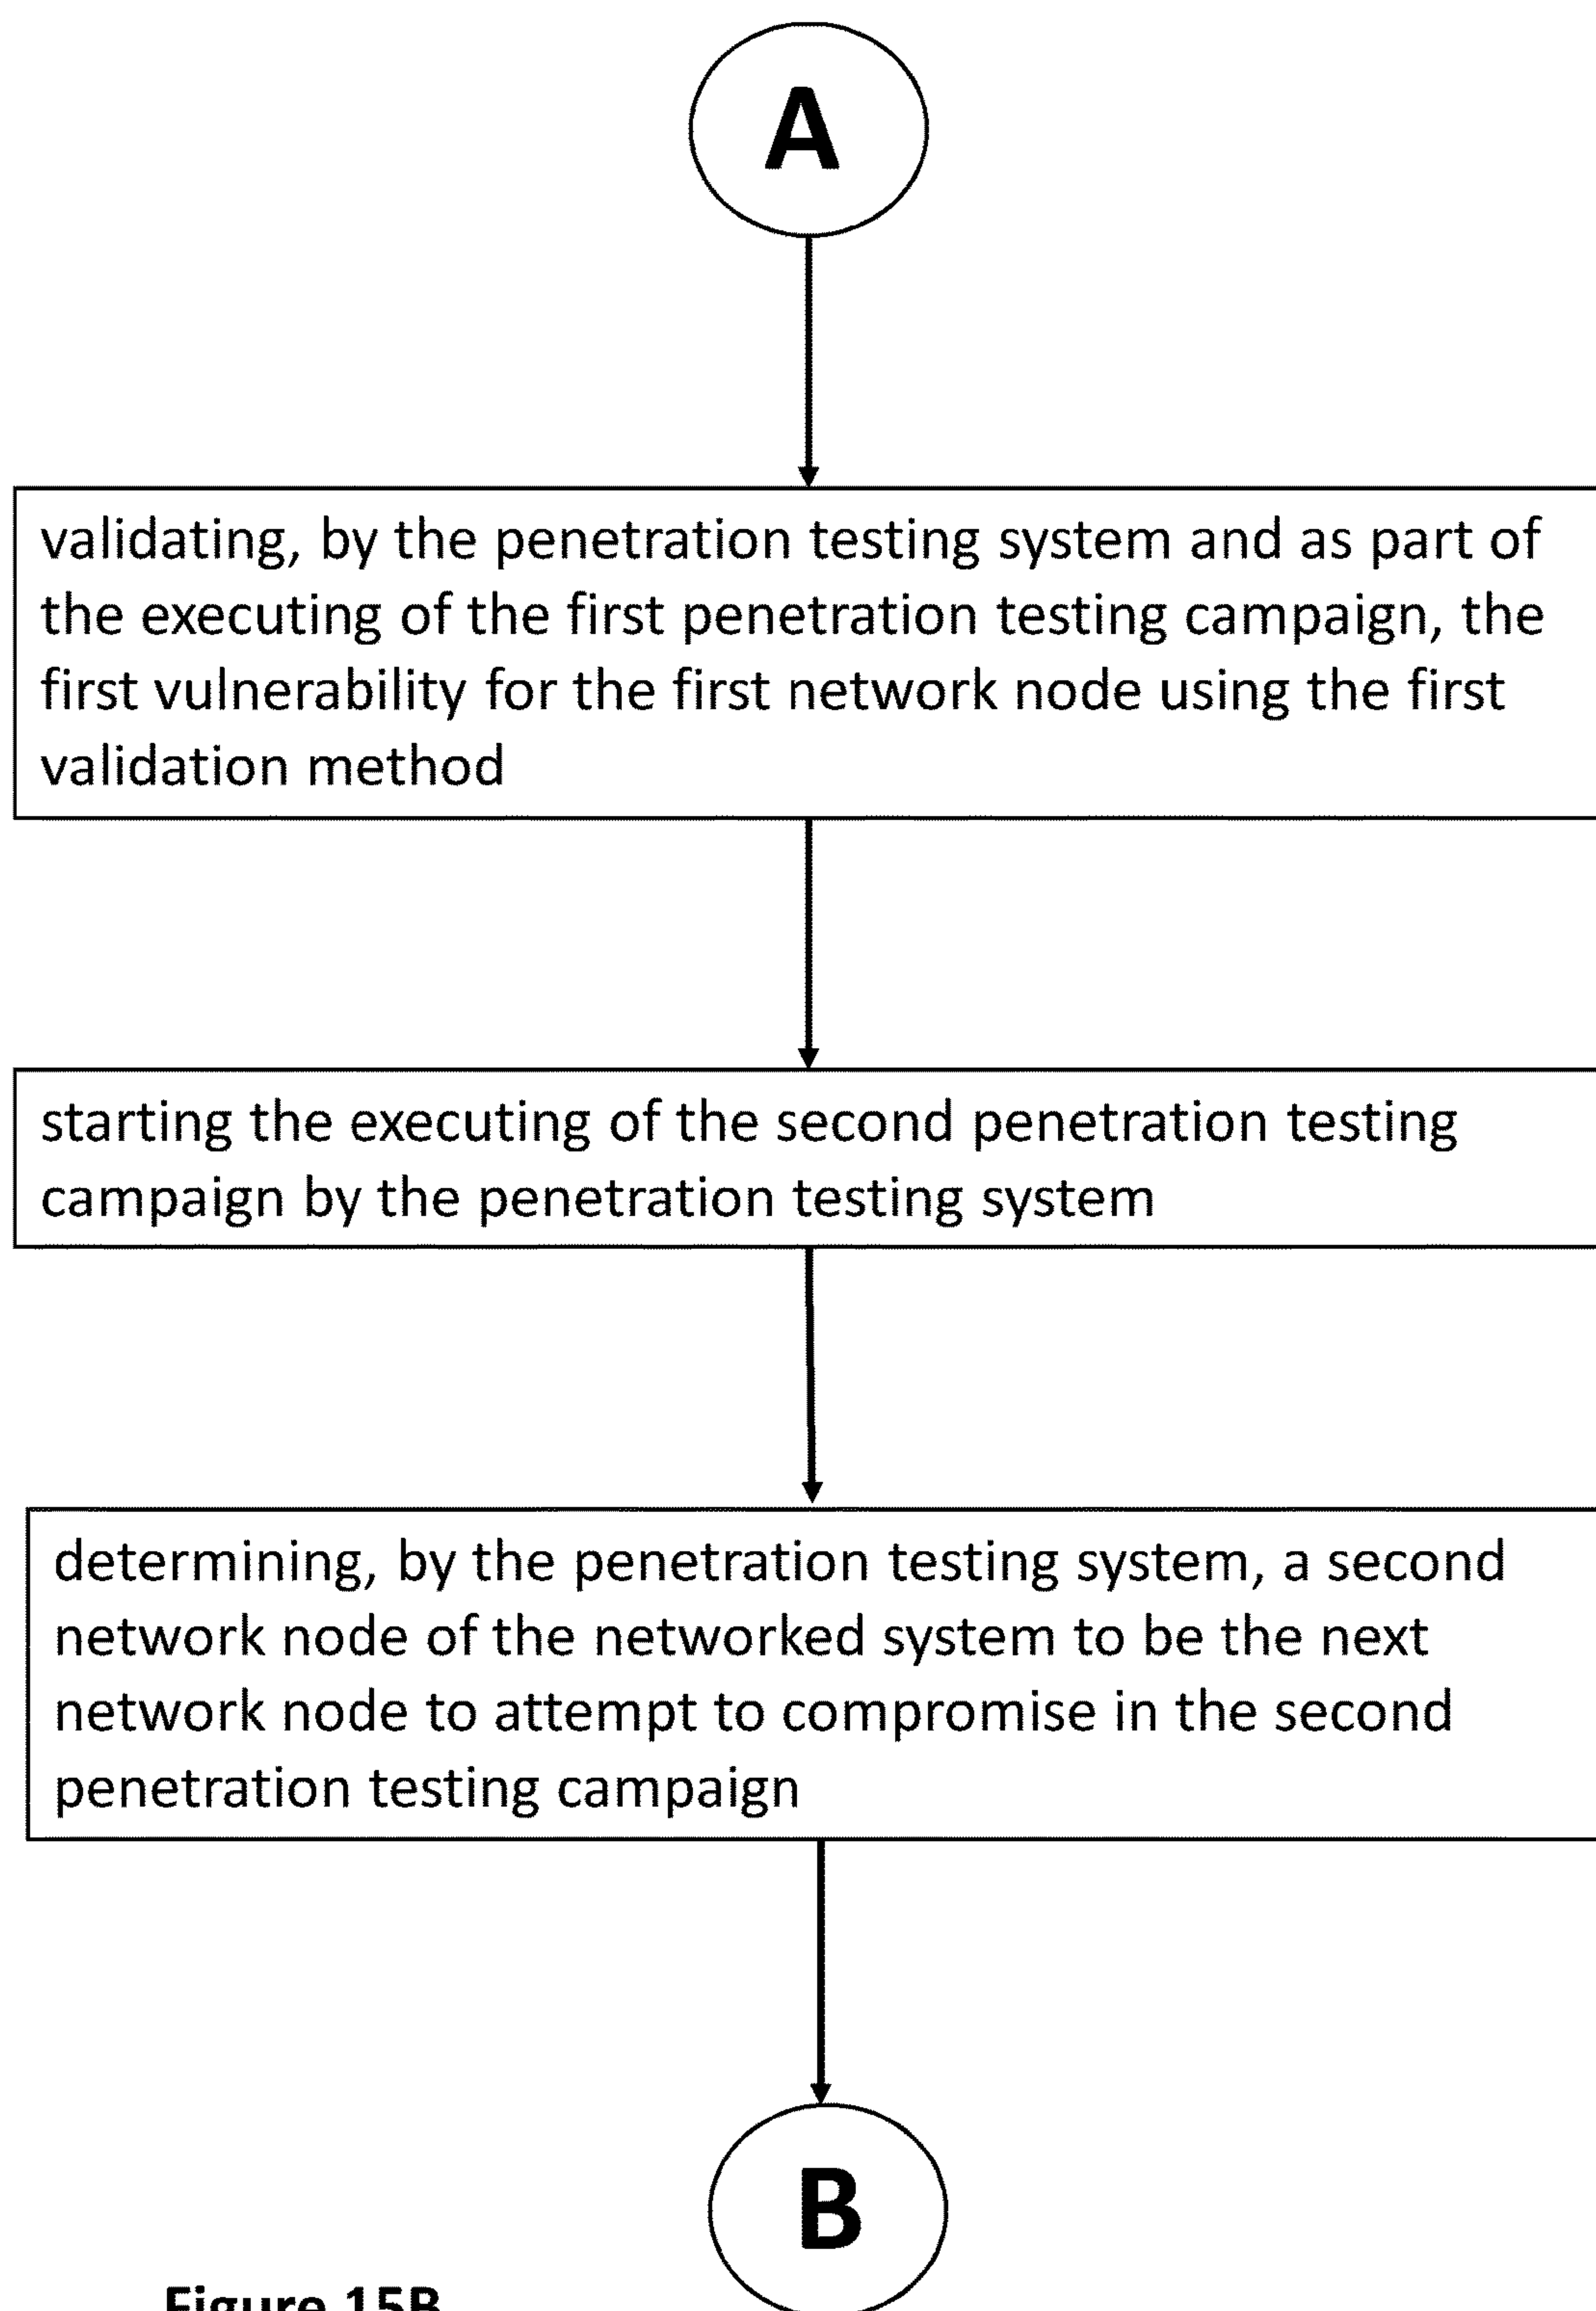 A
validating, by the penetration testing system and as part of
the executing of the first penetration testing campaign, the
first vulnerability for the first network node using the first
validation method
starting the executing of the second penetration testing
campaign by the penetration testing system
determining, by the penetration testing system, a second
network node of the networked system to be the next
network node to attempt to compromise in the second
penetration testing campaign
B
Figure 15B